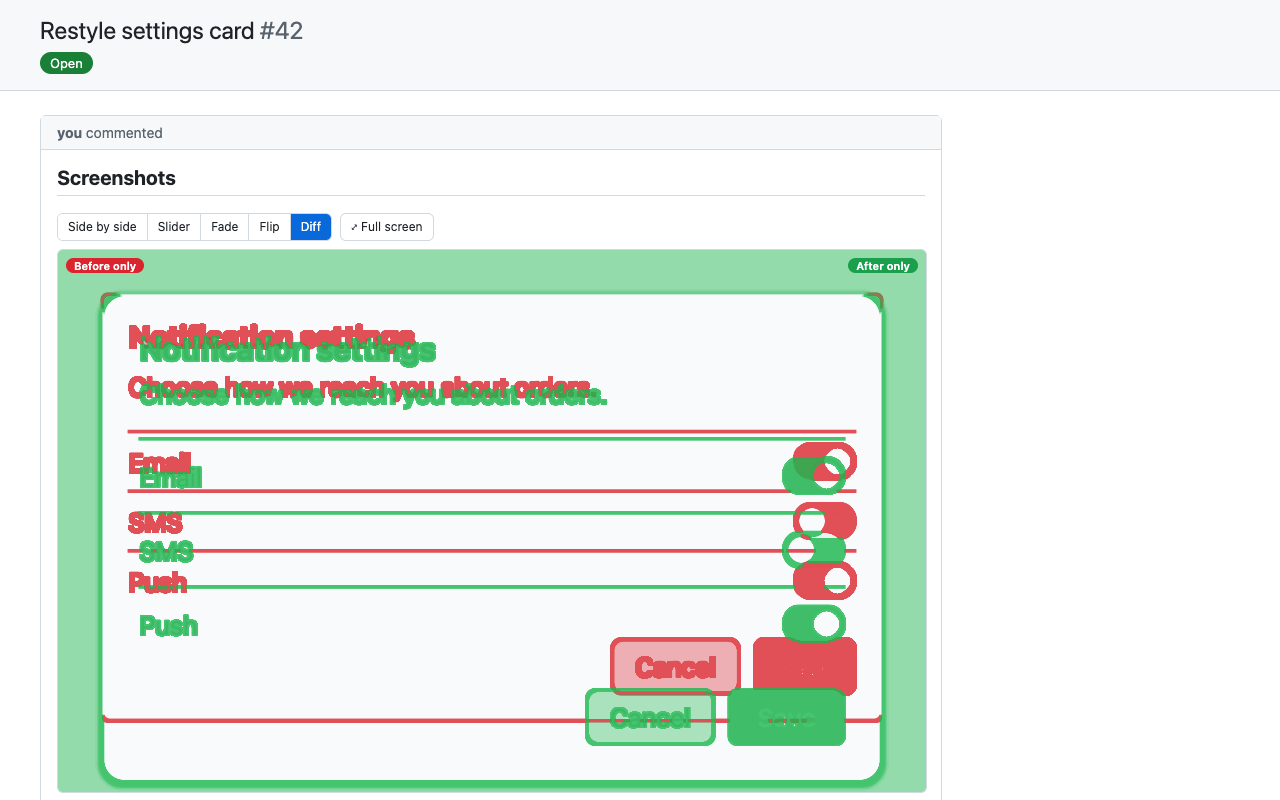 Restyle settings card #42
Open
you commented
Screenshots
Side by side Slider Fade Flip Diff Full screen
Before only After only
Notification settings
Notification settings
Choose how we reach you about orders.
Choose how we reach you about orders.
Email
Email
SMS
SMS
Push
Push
Cancel
Cancel Save